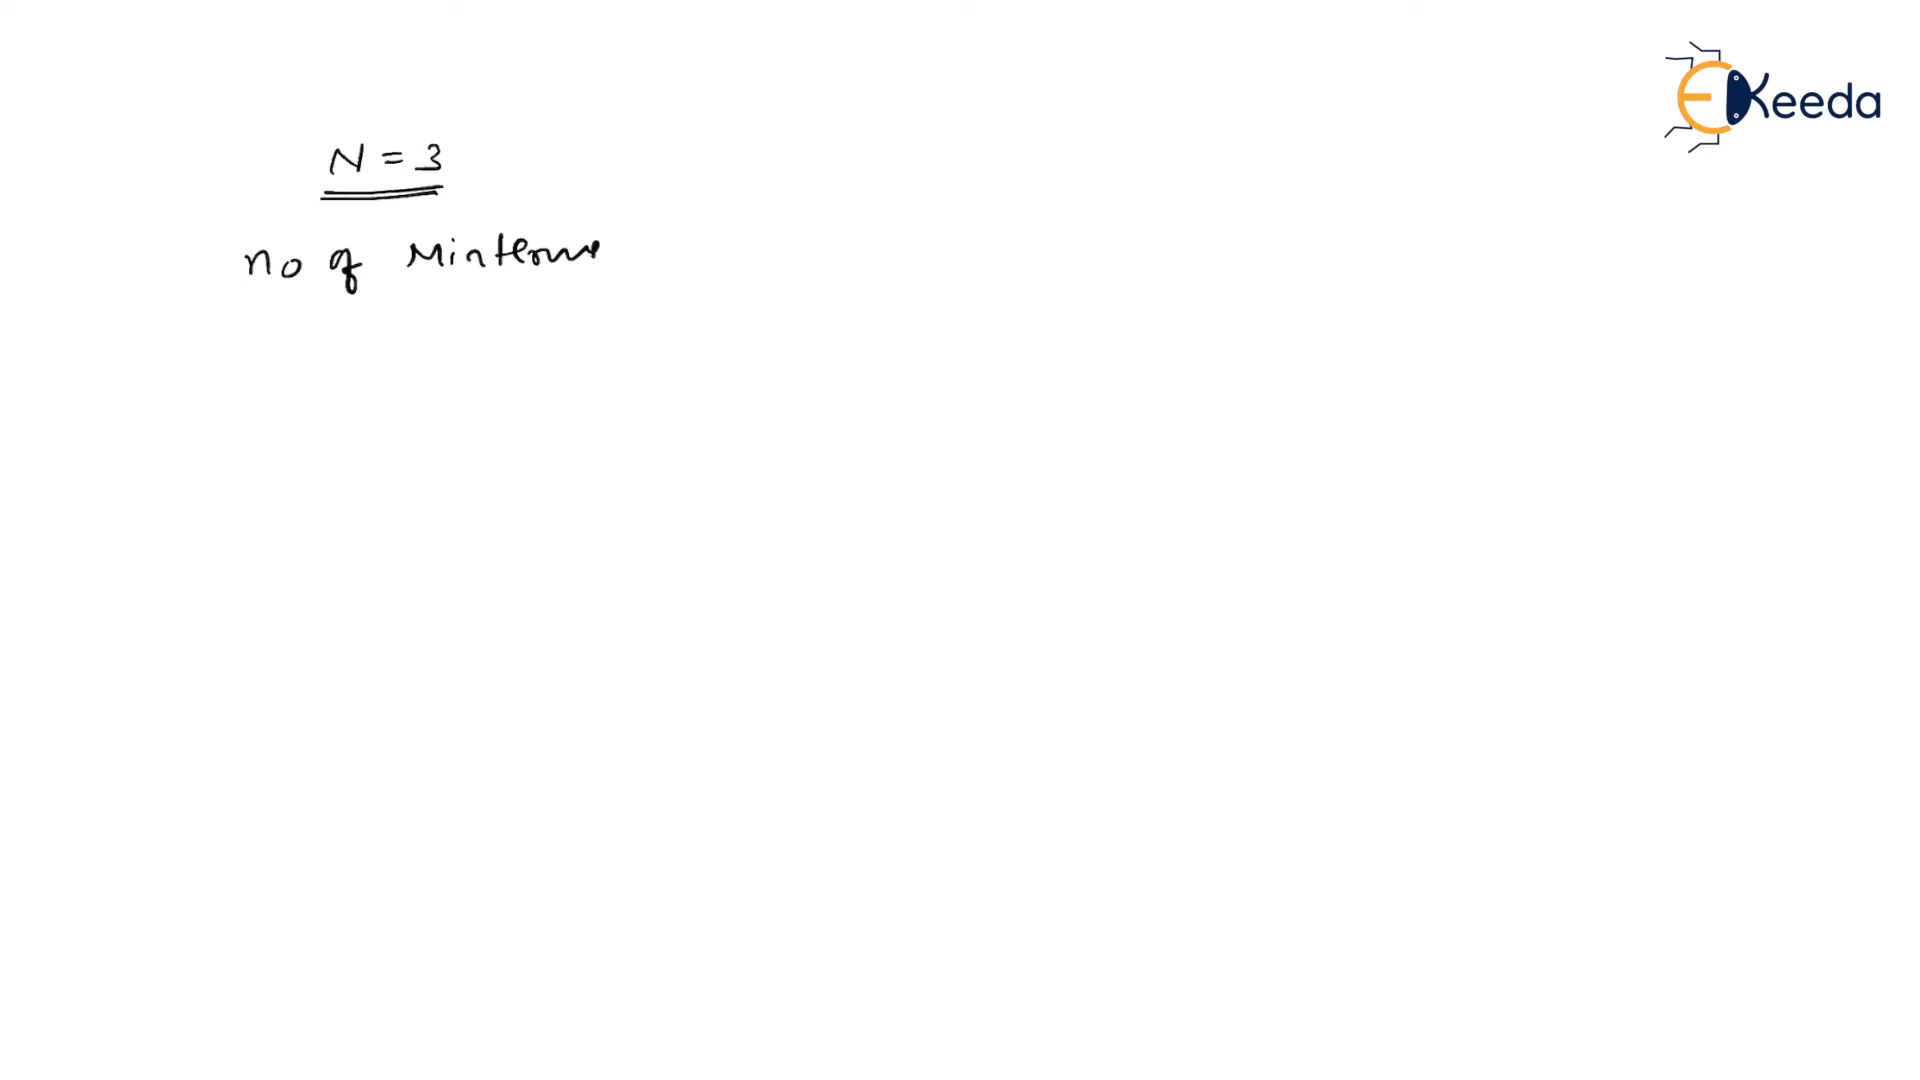 EKeeda
N = 3
no of Minterms